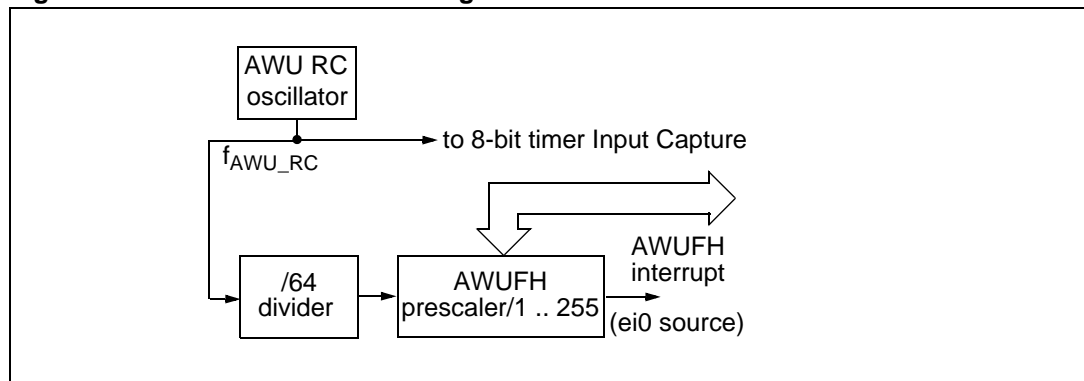 AWU RC
oscillator
to 8-bit timer Input Capture
fAWU_RC
AWUFH
interrupt
/64
divider
AWUFH
prescaler/1 .. 255
(ei0 source)